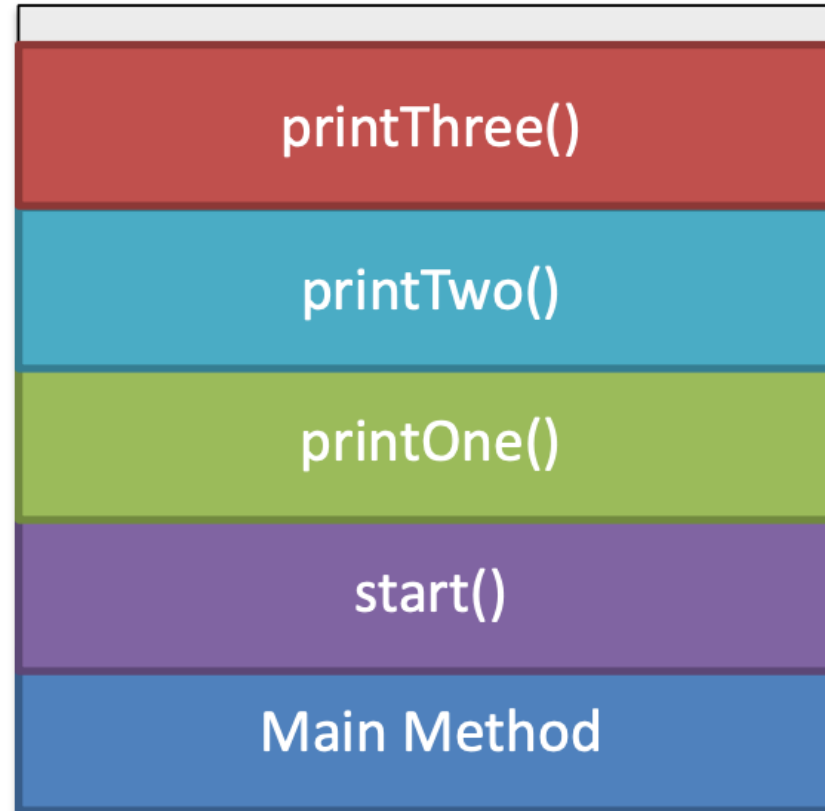 printThree()
printTwo()
printOne()
start()
Main Method